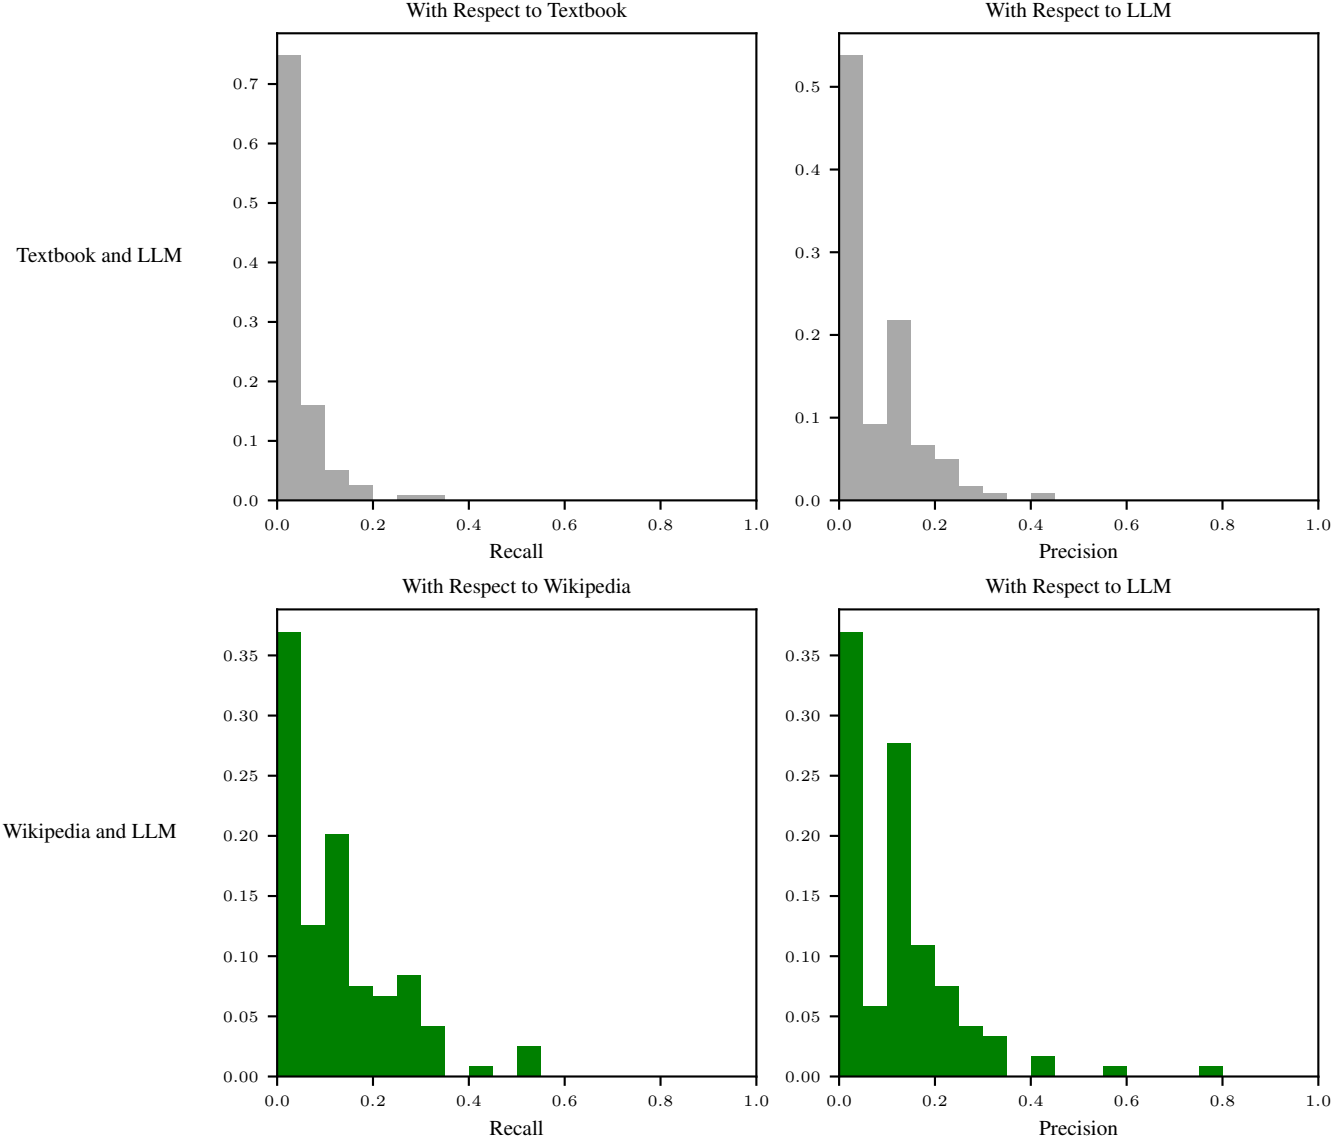 With Respect to Textbook
With Respect to LLM
0.7
0.6
0.5
0.4
0.3
0.2
0.1
0.0
0.5
0.4
0.3
0.2
0.1
0.0
Textbook and LLM
0.0 0.2 0.4 0.6 0.8 1.0
0.0 0.2 0.4 0.6 0.8 1.0
Recall
Precision
With Respect to Wikipedia
With Respect to LLM
0.35
0.30
0.25
0.20
0.15
0.10
0.05
0.00
0.35
0.30
0.25
0.20
0.15
0.10
0.05
0.00
Wikipedia and LLM
0.0 0.2 0.4 0.6 0.8 1.0
0.0 0.2 0.4 0.6 0.8 1.0
Recall
Precision